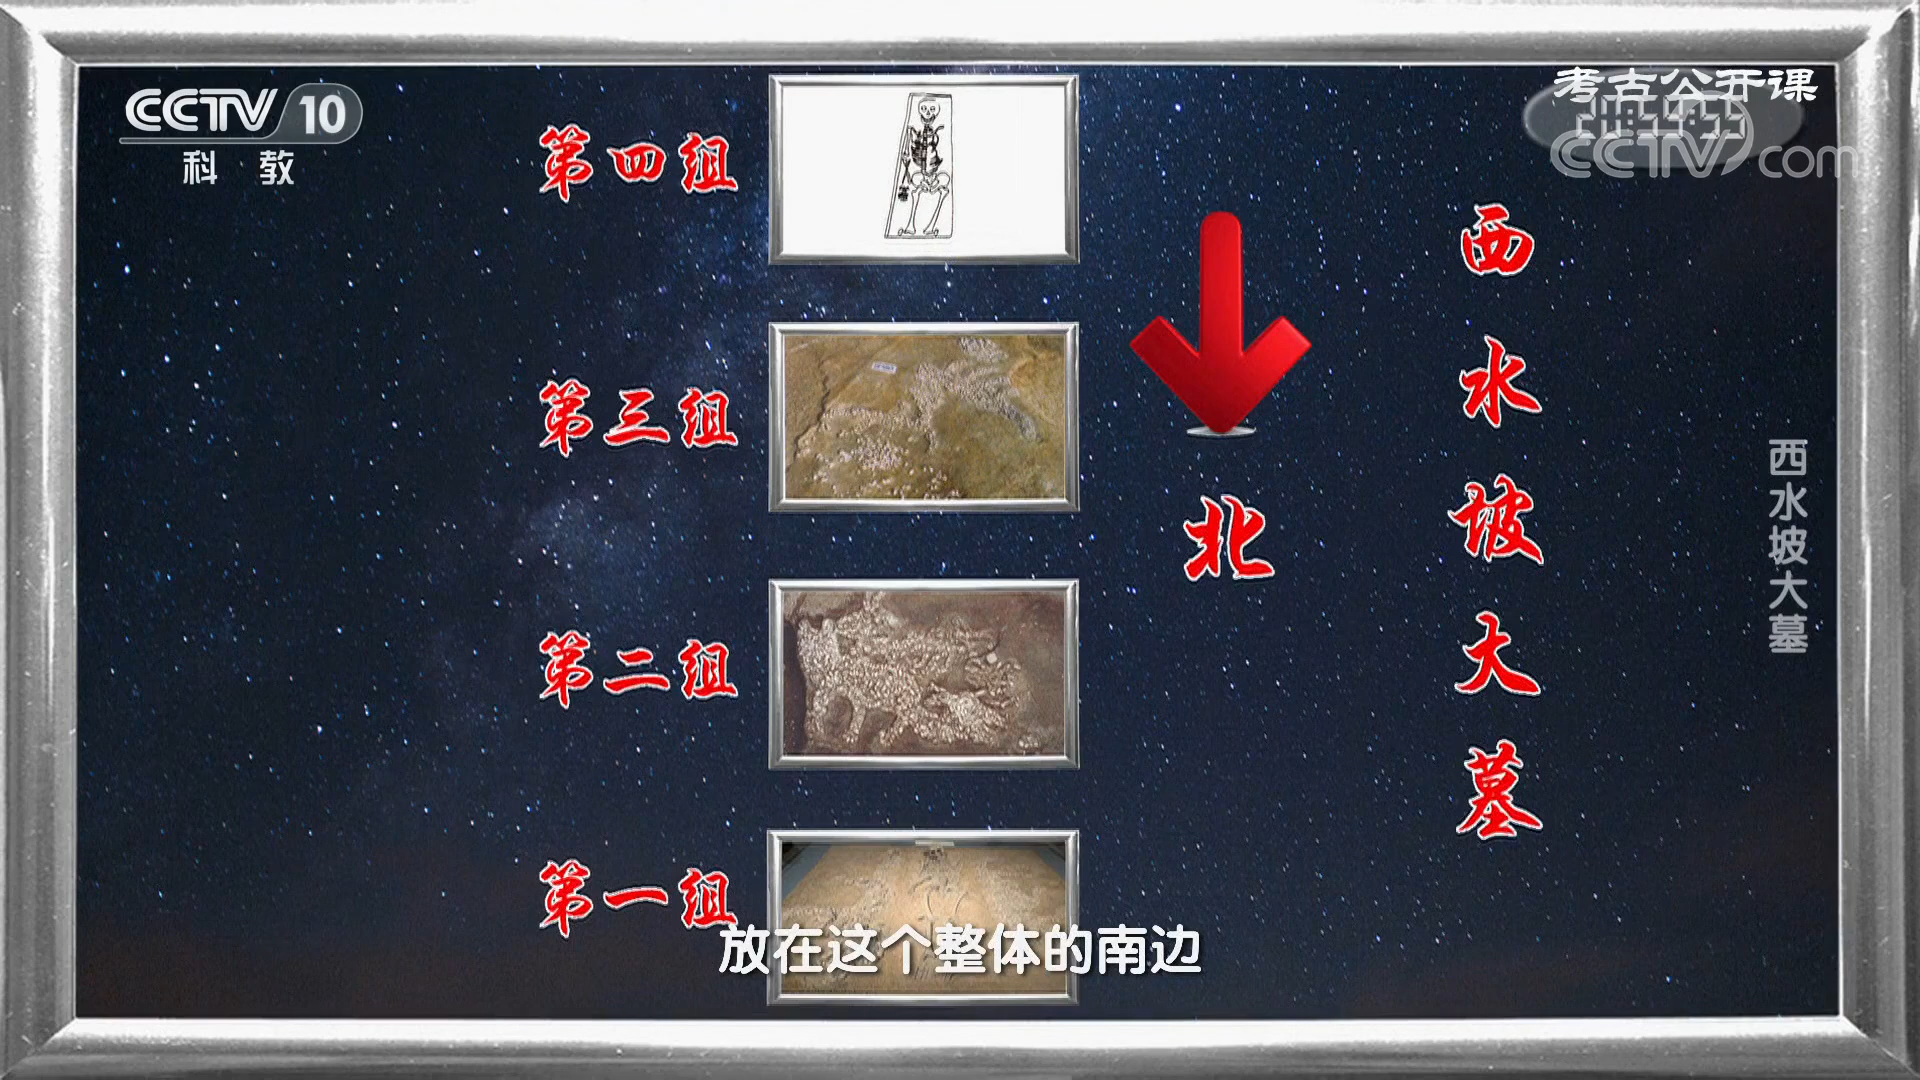 CCTV 10
科 教
考古公开课
CCTV.com
第四组
第三组
第二组
第一组
北
西水坡大墓
西水坡大墓
放在这个整体的南边